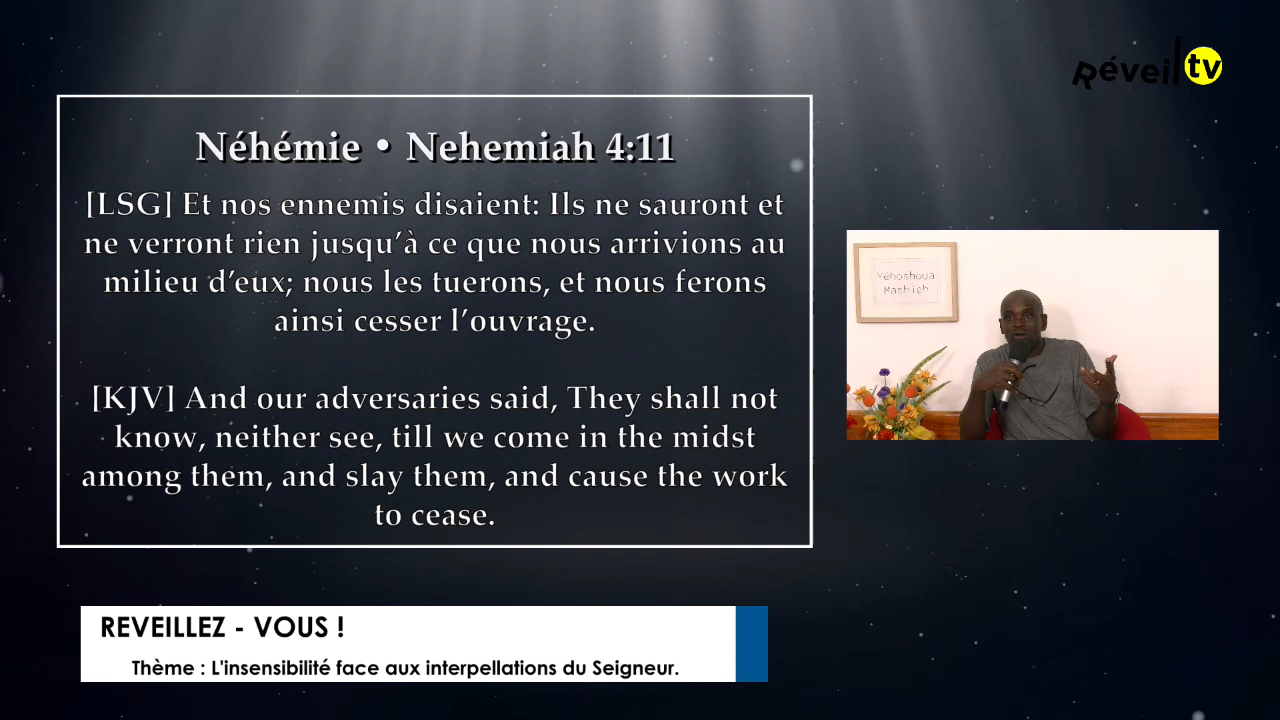 Réveil tv
Néhémie • Nehemiah 4:11
[LSG] Et nos ennemis disaient: Ils ne sauront et
ne verront rien jusqu’à ce que nous arrivions au
milieu d’eux; nous les tuerons, et nous ferons
ainsi cesser l’ouvrage.
[KJV] And our adversaries said, They shall not
know, neither see, till we come in the midst
among them, and slay them, and cause the work
to cease.
Yéhoshoua
Mashiah
REVEILLEZ - VOUS !
Thème : L'insensibilité face aux interpellations du Seigneur.